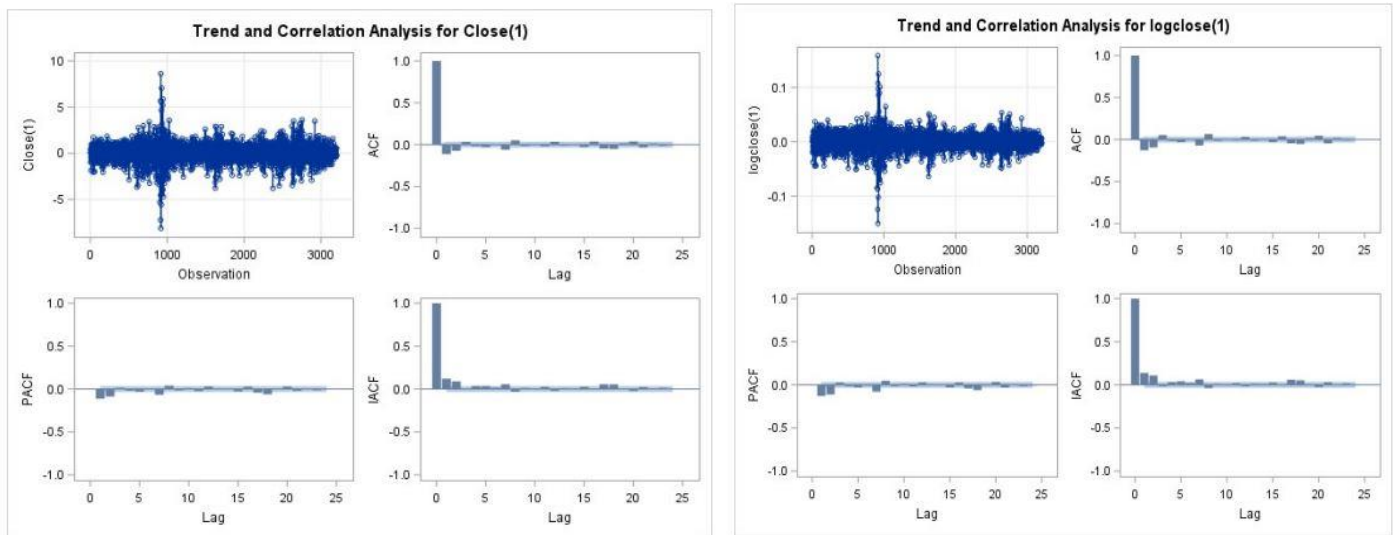 Trend and Correlation Analysis for Close(1)
10
5
0
-5
Close(1)
0 1000 2000 3000
Observation
1.0
0.5
0.0
-0.5
-1.0
ACF
0 5 10 15 20 25
Lag
1.0
0.5
0.0
-0.5
-1.0
PACF
0 5 10 15 20 25
Lag
1.0
0.5
0.0
-0.5
-1.0
IACF
0 5 10 15 20 25
Lag
Trend and Correlation Analysis for logclose(1)
0.1
0.0
-0.1
logclose(1)
0 1000 2000 3000
Observation
1.0
0.5
0.0
-0.5
-1.0
ACF
0 5 10 15 20 25
Lag
1.0
0.5
0.0
-0.5
-1.0
PACF
0 5 10 15 20 25
Lag
1.0
0.5
0.0
-0.5
-1.0
IACF
0 5 10 15 20 25
Lag